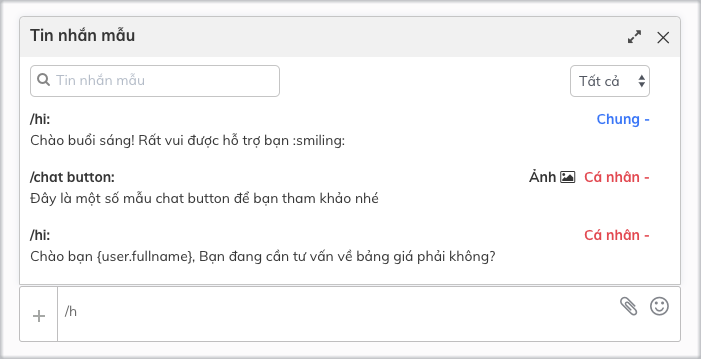 Tin nhắn mẫu
Tin nhắn mẫu
Tất cả
/hi:
Chung -
Chào buổi sáng! Rất vui được hỗ trợ bạn :smiling:
/chat button:
Ảnh
Cá nhân -
Đây là một số mẫu chat button để bạn tham khảo nhé
/hi:
Cá nhân -
Chào bạn {user.fullname}, Bạn đang cần tư vấn về bảng giá phải không?
/h